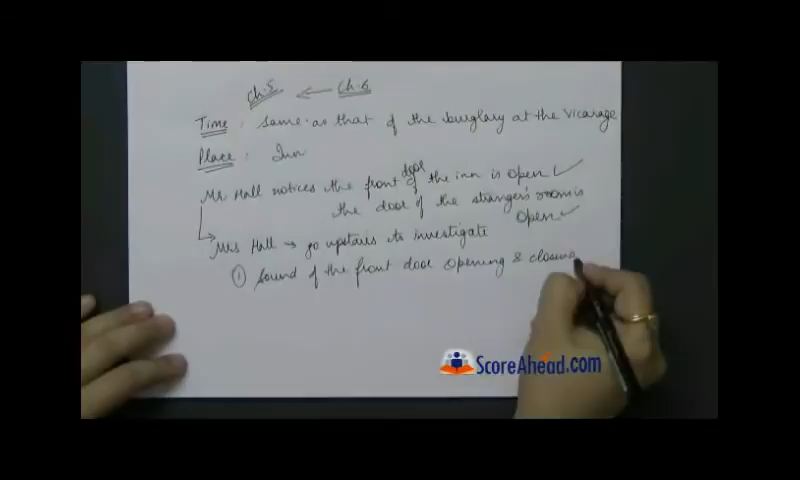 Ch.5 ← Ch.6
Time : Same as that of the burglary at the Vicarage
Place : Inn
Mr Hall notices the front door of the inn is open ✓
the door of the stranger's room is
open ✓
Mrs Hall → go upstairs to investigate
① Sound of the front door opening & closing
ScoreAhead.com